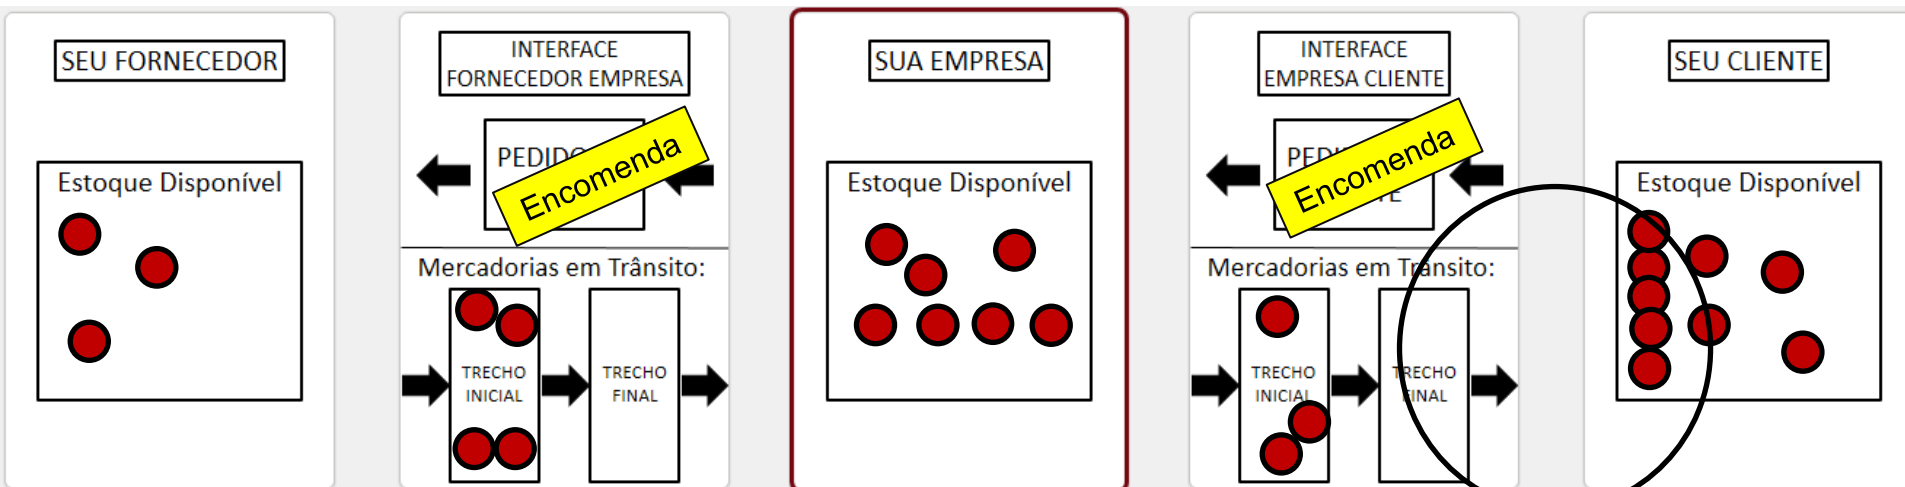 SEU FORNECEDOR
Estoque Disponível
INTERFACE
FORNECEDOR EMPRESA
Encomenda
Mercadorias em Trânsito:
TRECHO
INICIAL
TRECHO
FINAL
SUA EMPRESA
Estoque Disponível
INTERFACE
EMPRESA CLIENTE
Encomenda
Mercadorias em Trânsito:
TRECHO
INICIAL
TRECHO
FINAL
SEU CLIENTE
Estoque Disponível